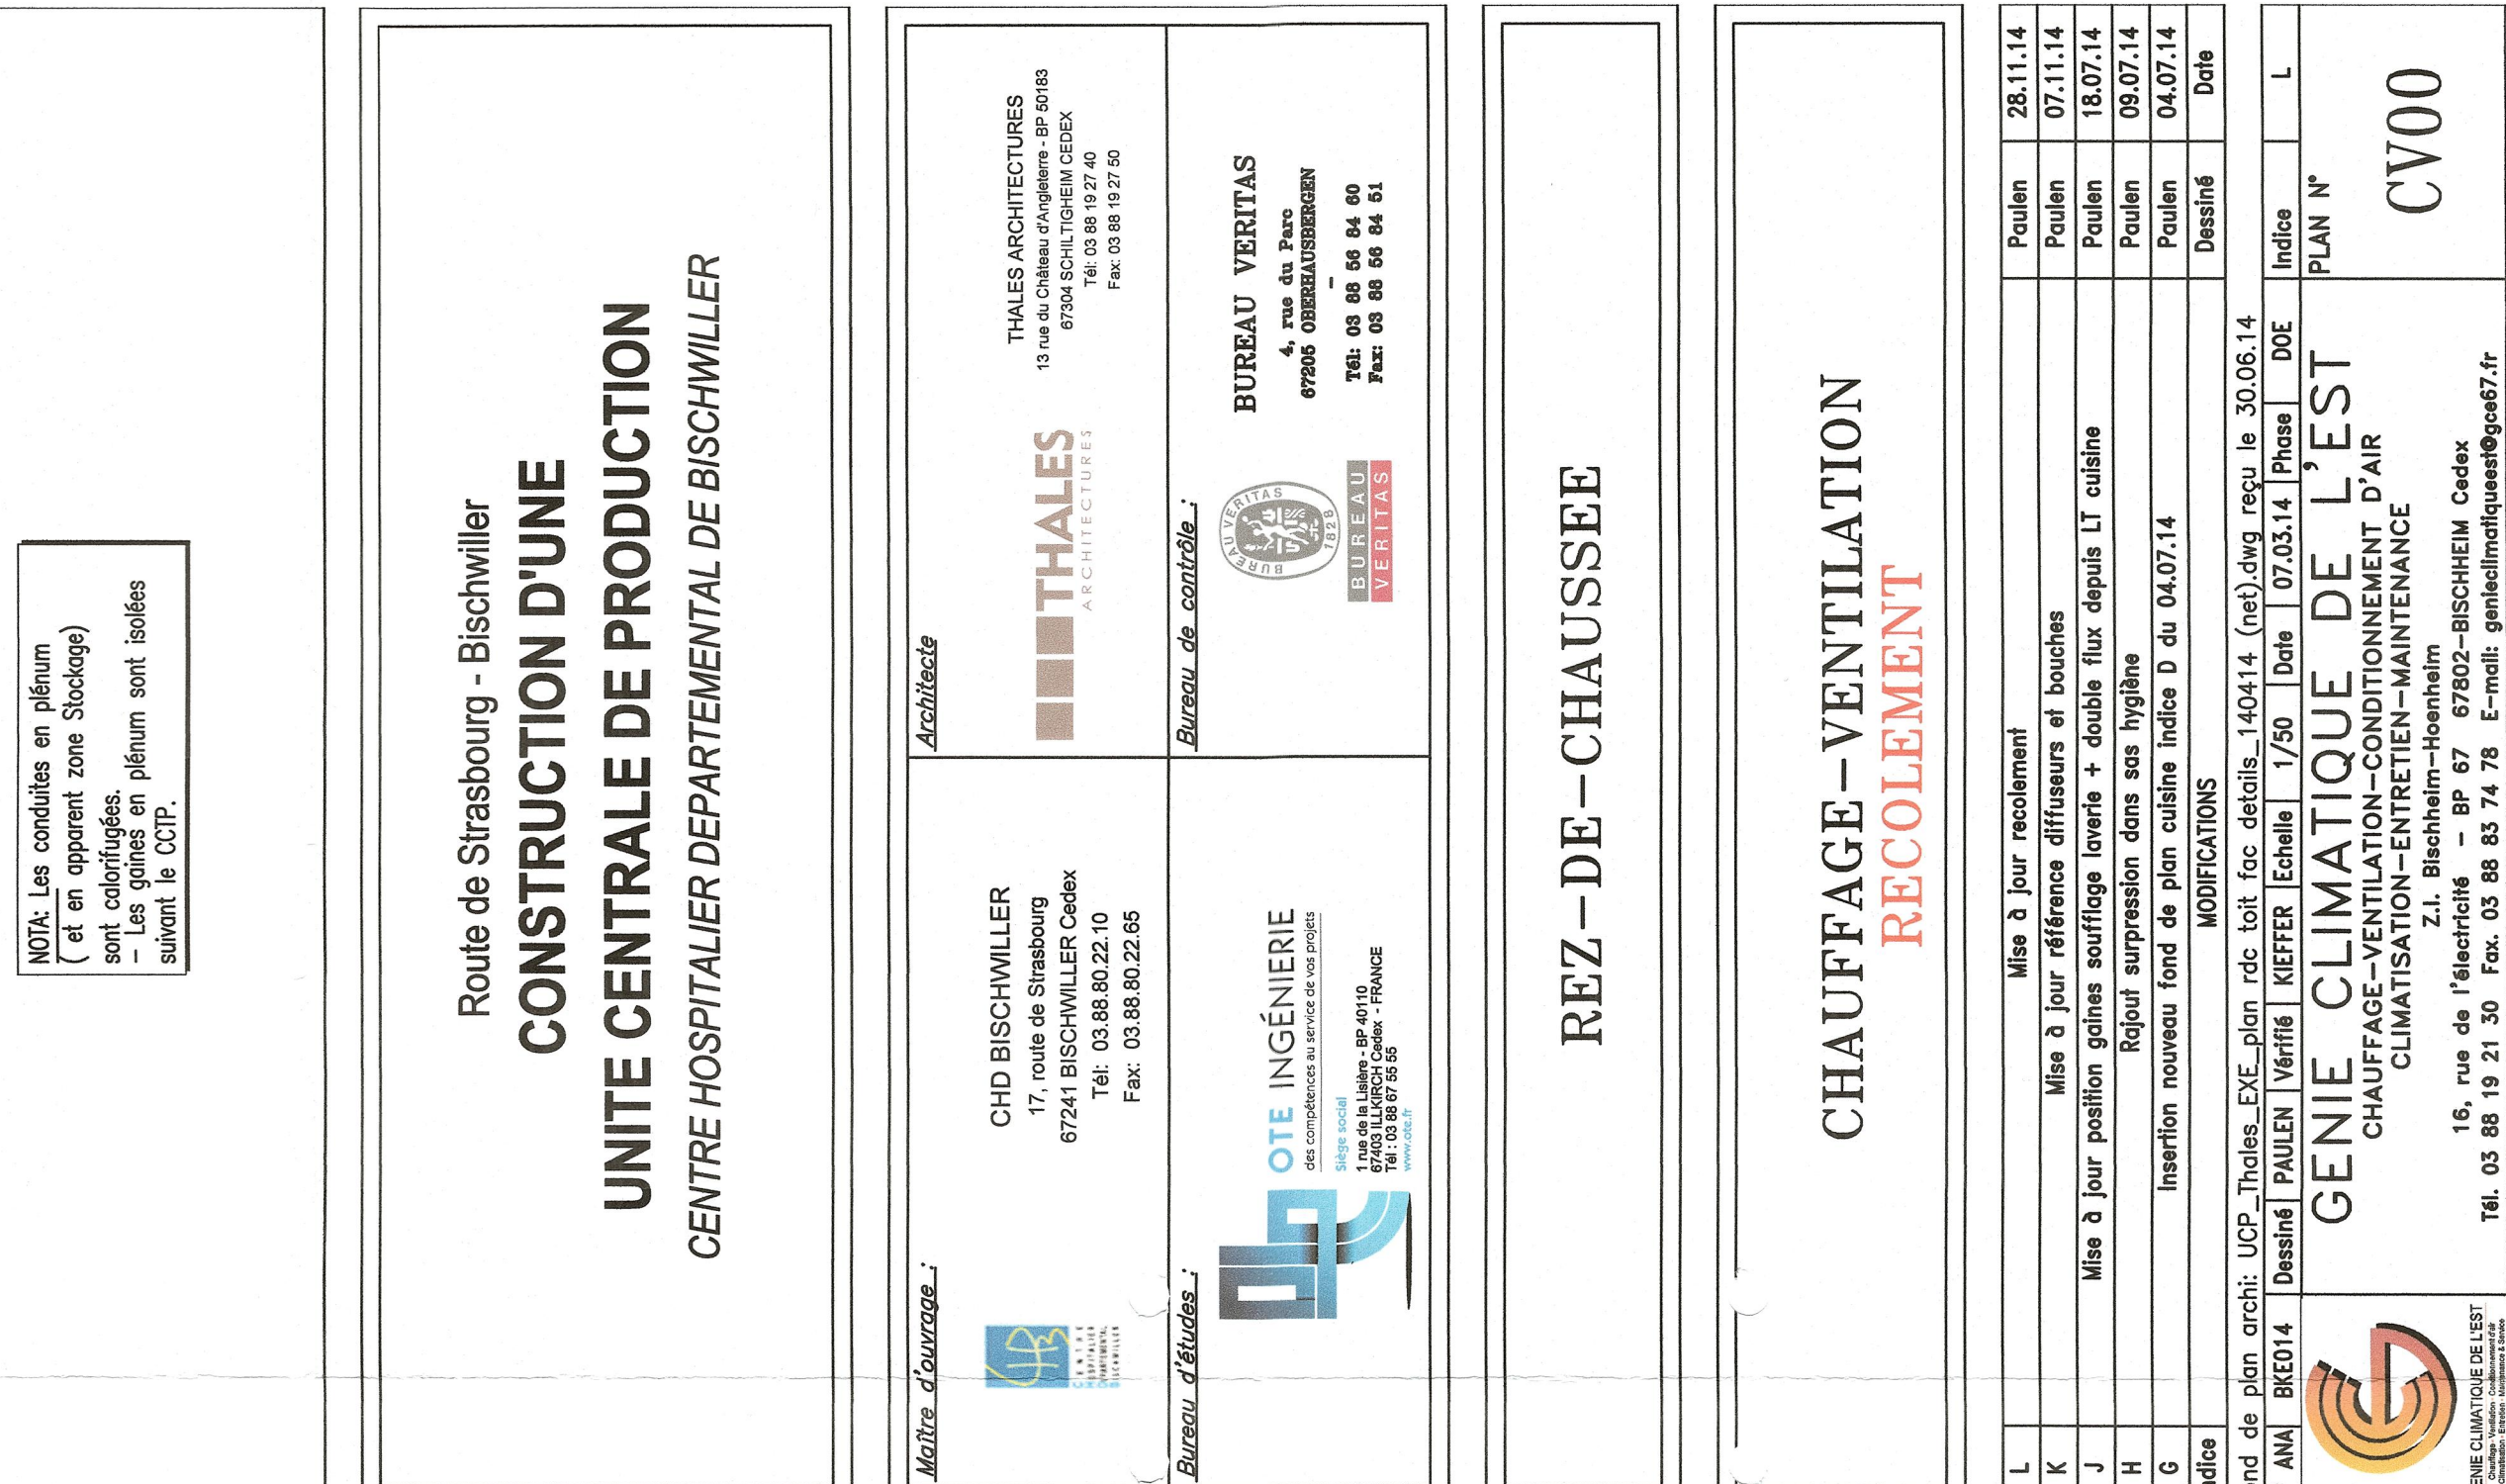 NOTA: Les conduites en plénum
( et en apparent zone Stockage)
sont calorifugées.
– Les gaines en plénum sont isolées
suivant le CCTP.
Route de Strasbourg - Bischwiller
CONSTRUCTION D'UNE
UNITE CENTRALE DE PRODUCTION
CENTRE HOSPITALIER DEPARTEMENTAL DE BISCHWILLER
Maître d'ouvrage :
CHD BISCHWILLER
17, route de Strasbourg
67241 BISCHWILLER Cedex
Tél: 03.88.80.22.10
Fax: 03.88.80.22.65
Architecte
THALES
ARCHITECTURES
THALES ARCHITECTURES
13 rue du Château d'Angleterre - BP 50183
67304 SCHILTIGHEIM CEDEX
Tél: 03 88 19 27 40
Fax: 03 88 19 27 50
Bureau d'études :
OTE INGÉNIERIE
des compétences au service de vos projets
Siège social
1 rue de la Lisière - BP 40110
67403 ILLKIRCH Cedex - FRANCE
Tél : 03 88 67 55 55
www.ote.fr
Bureau de contrôle :
BUREAU VERITAS
1828
BUREAU
VERITAS
BUREAU VERITAS
4, rue du Parc
67205 OBERHAUSBERGEN
–
Tél: 03 88 56 84 60
Fax: 03 88 56 84 51
REZ–DE–CHAUSSEE
CHAUFFAGE–VENTILATION
RECOLEMENT
L Mise à jour recolement Paulen 28.11.14
K Mise à jour référence diffuseurs et bouches Paulen 07.11.14
J Mise à jour position gaines soufflage laverie + double flux depuis LT cuisine Paulen 18.07.14
H Rajout surpression dans sas hygiène Paulen 09.07.14
G Insertion nouveau fond de plan cuisine indice D du 04.07.14 Paulen 04.07.14
ndice MODIFICATIONS Dessiné Date
ond de plan archi: UCP_Thales_EXE_plan rdc toit fac details_140414 (net).dwg reçu le 30.06.14
ANA BKE014 Dessiné PAULEN Vérifié KIEFFER Echelle 1/50 Date 07.03.14 Phase DOE Indice L
GENIE CLIMATIQUE DE L'EST
CHAUFFAGE–VENTILATION–CONDITIONNEMENT D'AIR
CLIMATISATION–ENTRETIEN–MAINTENANCE
Z.I. Bischheim–Hoenheim
16, rue de l'électricité – BP 67 67802–BISCHHEIM Cedex
Tél. 03 88 19 21 30 Fax. 03 88 83 74 78 E–mail: genieclimatiqueest@gce67.fr
PLAN N°
CV00
ENIE CLIMATIQUE DE L'EST
Chauffage - Ventilation - Conditionnement d'air
Climatisation - Entretien - Maintenance & Service